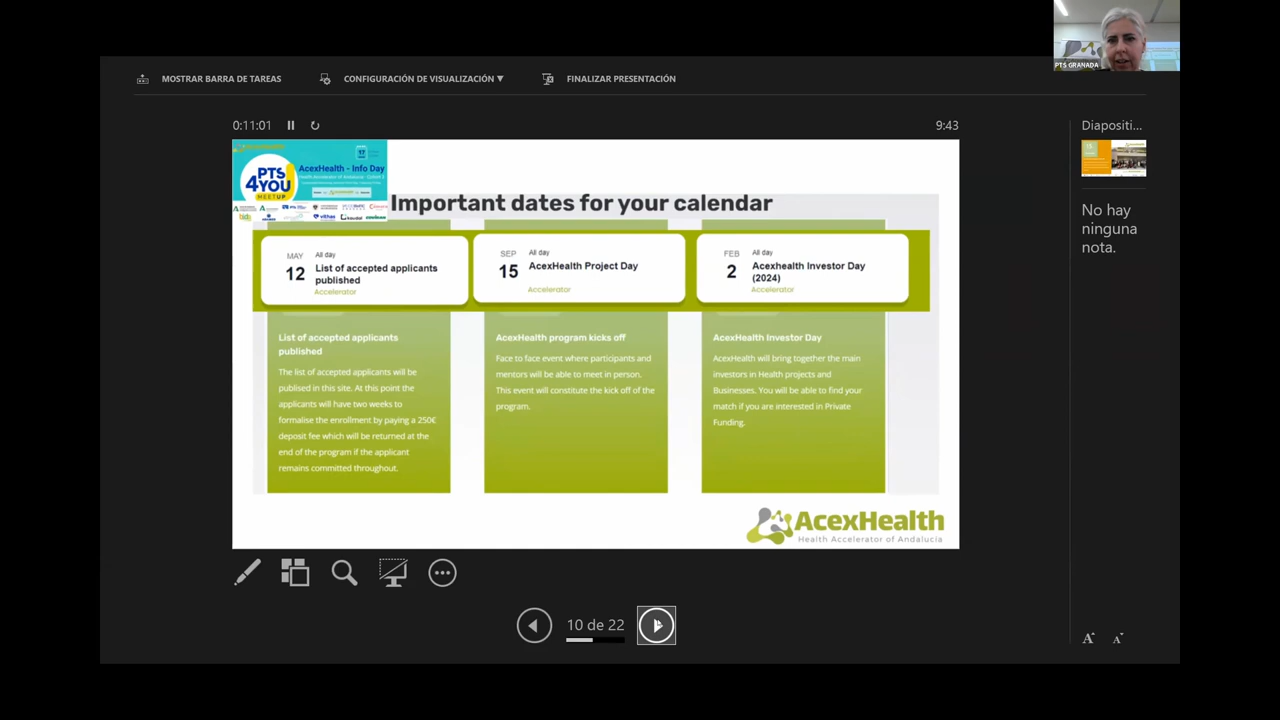 PTS GRANADA
MOSTRAR BARRA DE TAREAS
CONFIGURACIÓN DE VISUALIZACIÓN ▼
FINALIZAR PRESENTACIÓN
0:11:01
9:43
Diapositi...
PTS
4YOU
MEETUP
17
AcexHealth - Info Day
Important dates for your calendar
MAY
12
All day
List of accepted applicants
published
Accelerator
SEP
15
All day
AcexHealth Project Day
Accelerator
FEB
2
All day
Acexhealth Investor Day
(2024)
Accelerator
List of accepted applicants
published
The list of accepted applicants will be
publised in this site. At this point the
applicants will have two weeks to
formalise the enrollment by paying a 250€
deposit fee which will be returned at the
end of the program if the applicant
remains committed throughout.
AcexHealth program kicks off
Face to face event where participants and
mentors will be able to meet in person.
This event will constitute the kick off of the
program.
AcexHealth Investor Day
AcexHealth will bring together the main
investors in Health projects and
Businesses. You will be able to find your
match if you are interested in Private
Funding.
AcexHealth
Health Accelerator of Andalucía
No hay
ninguna
nota.
10 de 22
A
A